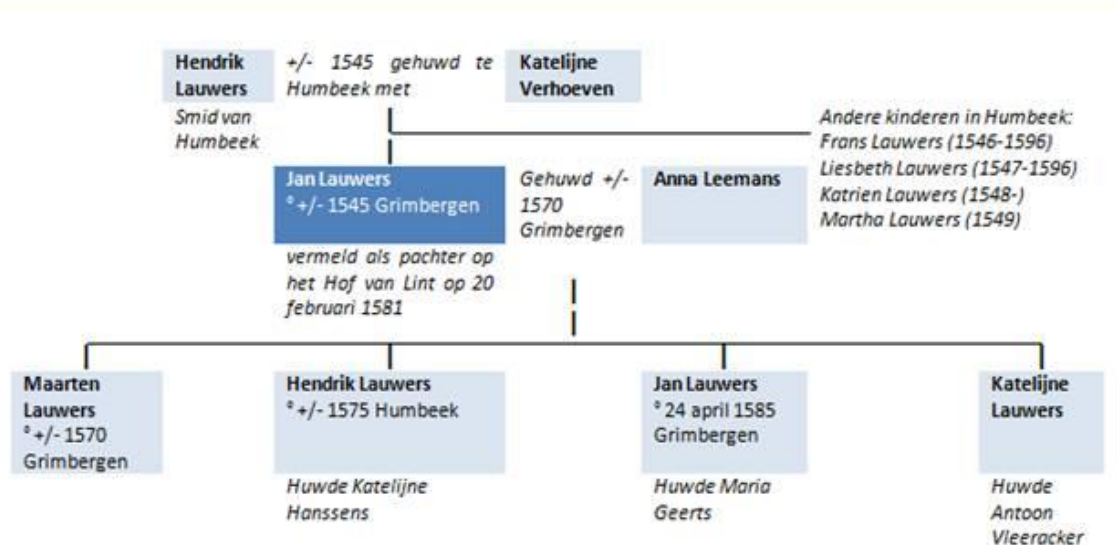 Hendrik
Lauwers
+/- 1545 gehuwd te
Humbeek met
Katelijne
Verhoeven
Smid van
Humbeek
Andere kinderen in Humbeek:
Frans Lauwers (1546-1596)
Liesbeth Lauwers (1547-1596)
Katrien Lauwers (1548-)
Martha Lauwers (1549)
Jan Lauwers
° +/- 1545 Grimbergen
Gehuwd +/-
1570
Grimbergen
Anna Leemans
vermeld als pachter op
het Hof van Lint op 20
februari 1581
Maarten
Lauwers
° +/- 1570
Grimbergen
Hendrik Lauwers
° +/- 1575 Humbeek
Huwde Katelijne
Hanssens
Jan Lauwers
° 24 april 1585
Grimbergen
Huwde Maria
Geerts
Katelijne
Lauwers
Huwde
Antoon
Vleeracker